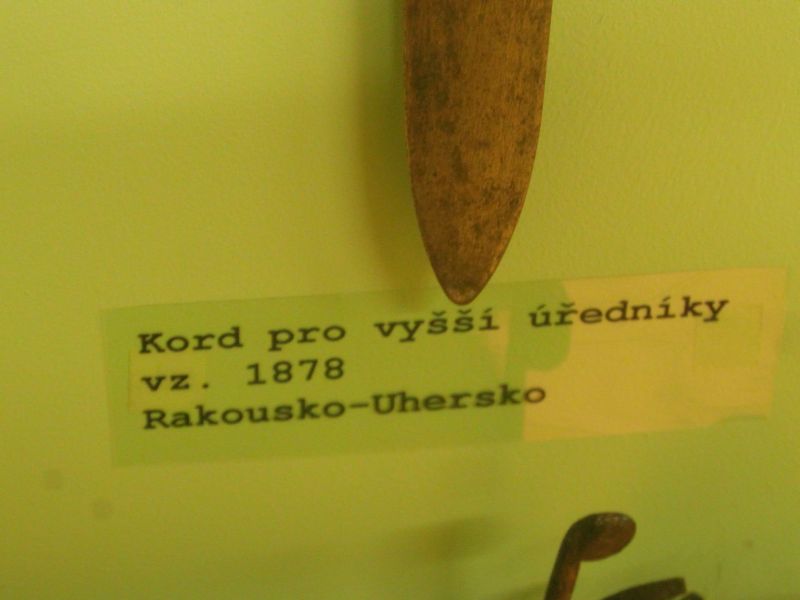 Kord pro vyšší úředníky
vz. 1878
Rakousko-Uhersko